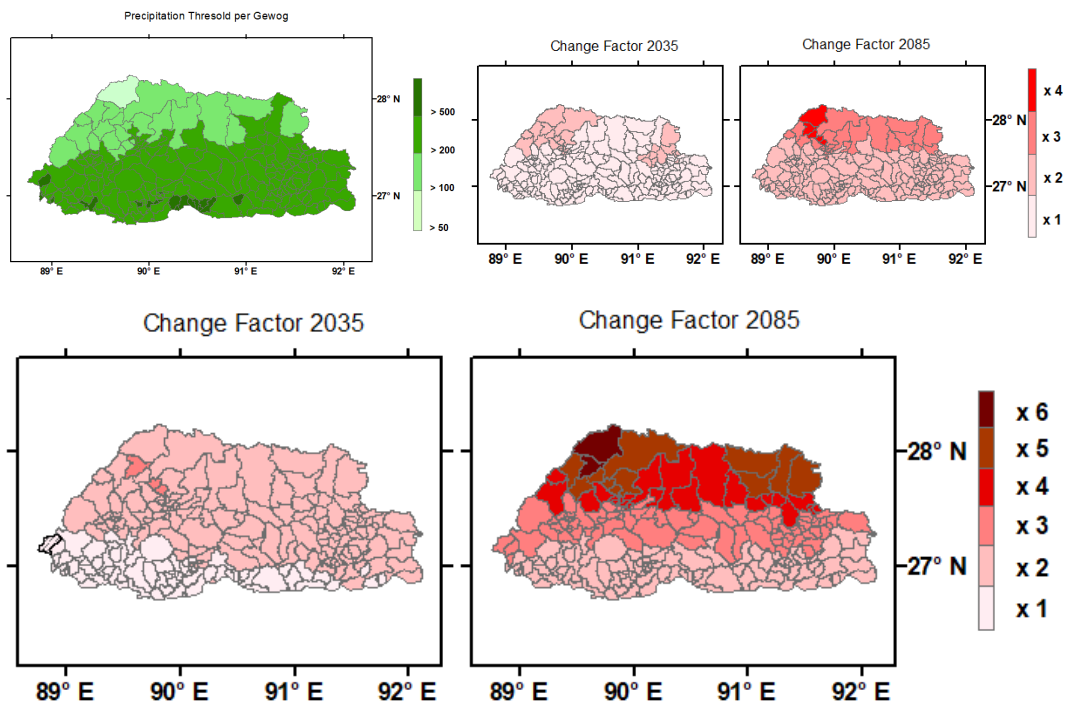 Precipitation Thresold per Gewog
28° N
27° N
89° E 90° E 91° E 92° E
> 500
> 200
> 100
> 50
Change Factor 2035
89° E 90° E 91° E 92° E
Change Factor 2085
28° N
27° N
89° E 90° E 91° E 92° E
x 4
x 3
x 2
x 1
Change Factor 2035
89° E 90° E 91° E 92° E
Change Factor 2085
28° N
27° N
89° E 90° E 91° E 92° E
x 6
x 5
x 4
x 3
x 2
x 1